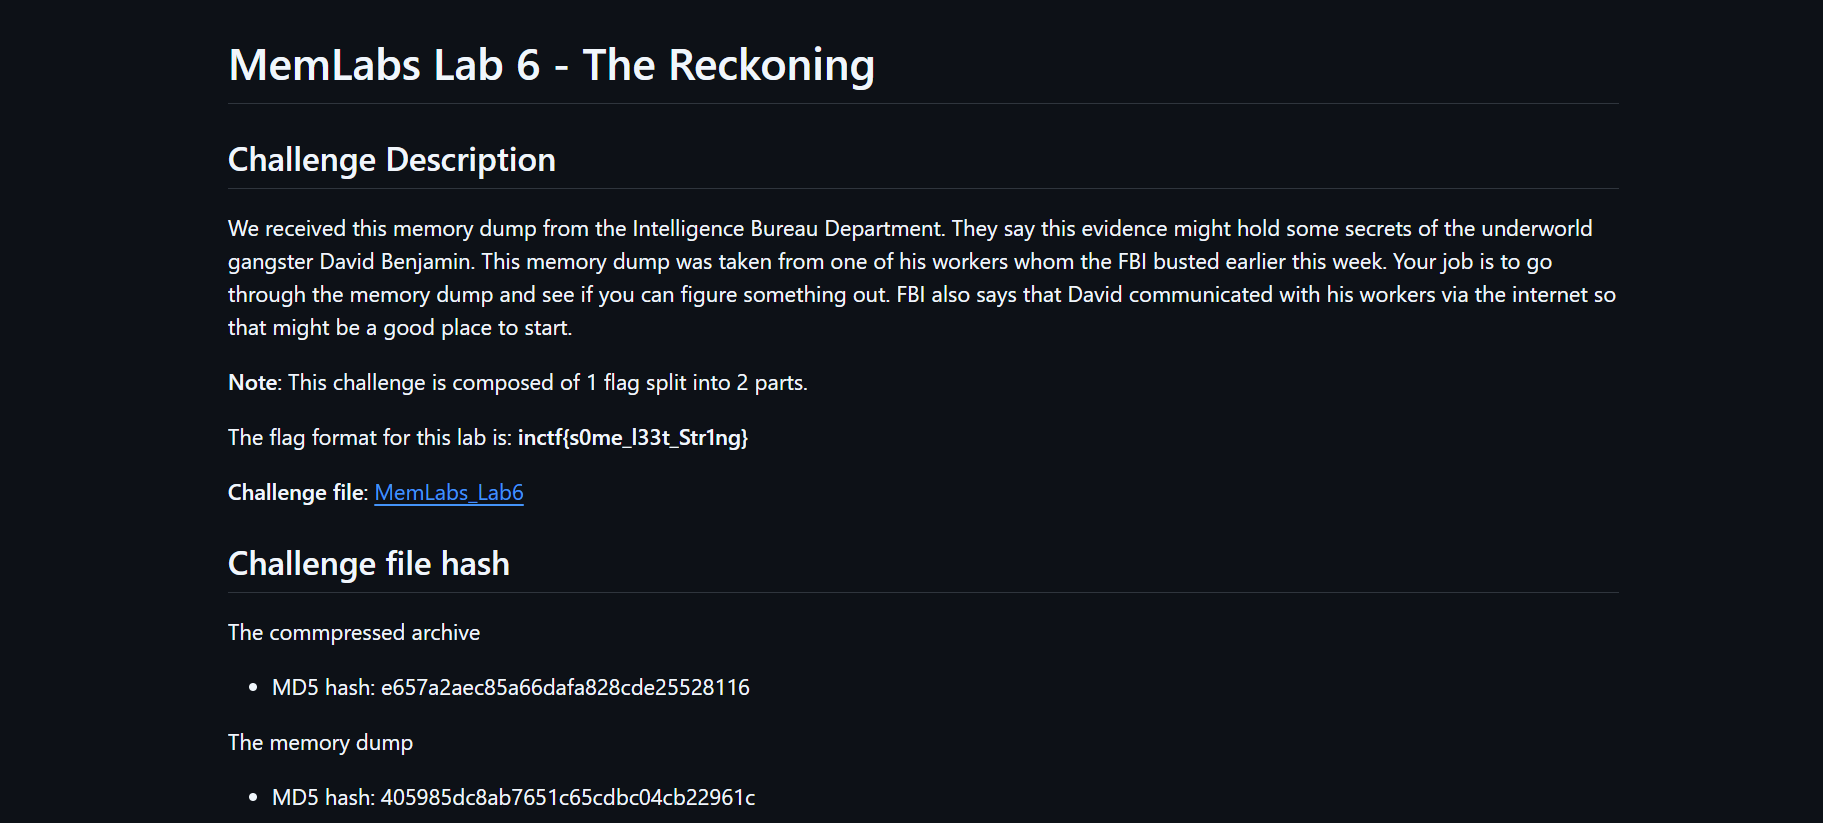 MemLabs Lab 6 - The Reckoning
Challenge Description
We received this memory dump from the Intelligence Bureau Department. They say this evidence might hold some secrets of the underworld
gangster David Benjamin. This memory dump was taken from one of his workers whom the FBI busted earlier this week. Your job is to go
through the memory dump and see if you can figure something out. FBI also says that David communicated with his workers via the internet so
that might be a good place to start.
Note: This challenge is composed of 1 flag split into 2 parts.
The flag format for this lab is: inctf{s0me_l33t_Str1ng}
Challenge file: MemLabs_Lab6
Challenge file hash
The commpressed archive
• MD5 hash: e657a2aec85a66dafa828cde25528116
The memory dump
• MD5 hash: 405985dc8ab7651c65cdbc04cb22961c